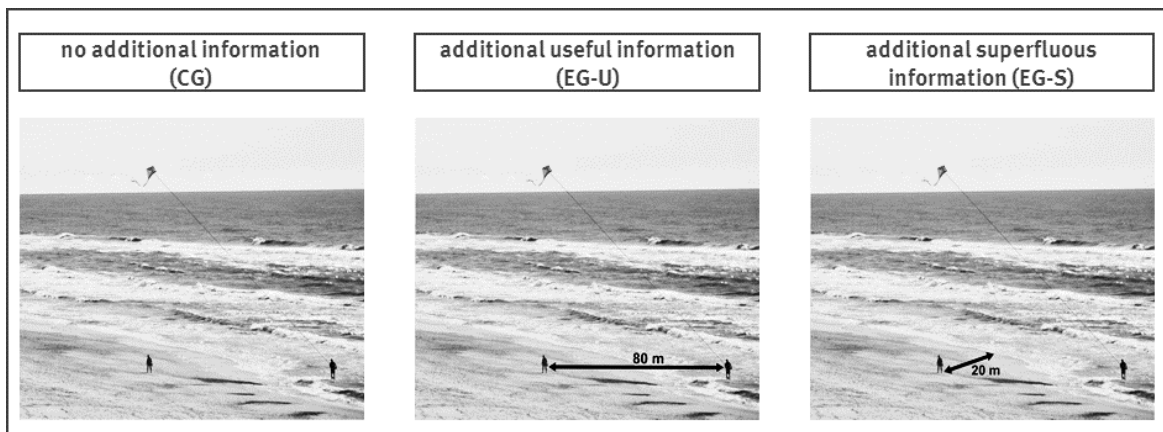 no additional information
(CG)
additional useful information
(EG-U)
additional superfluous
information (EG-S)
80 m
20 m